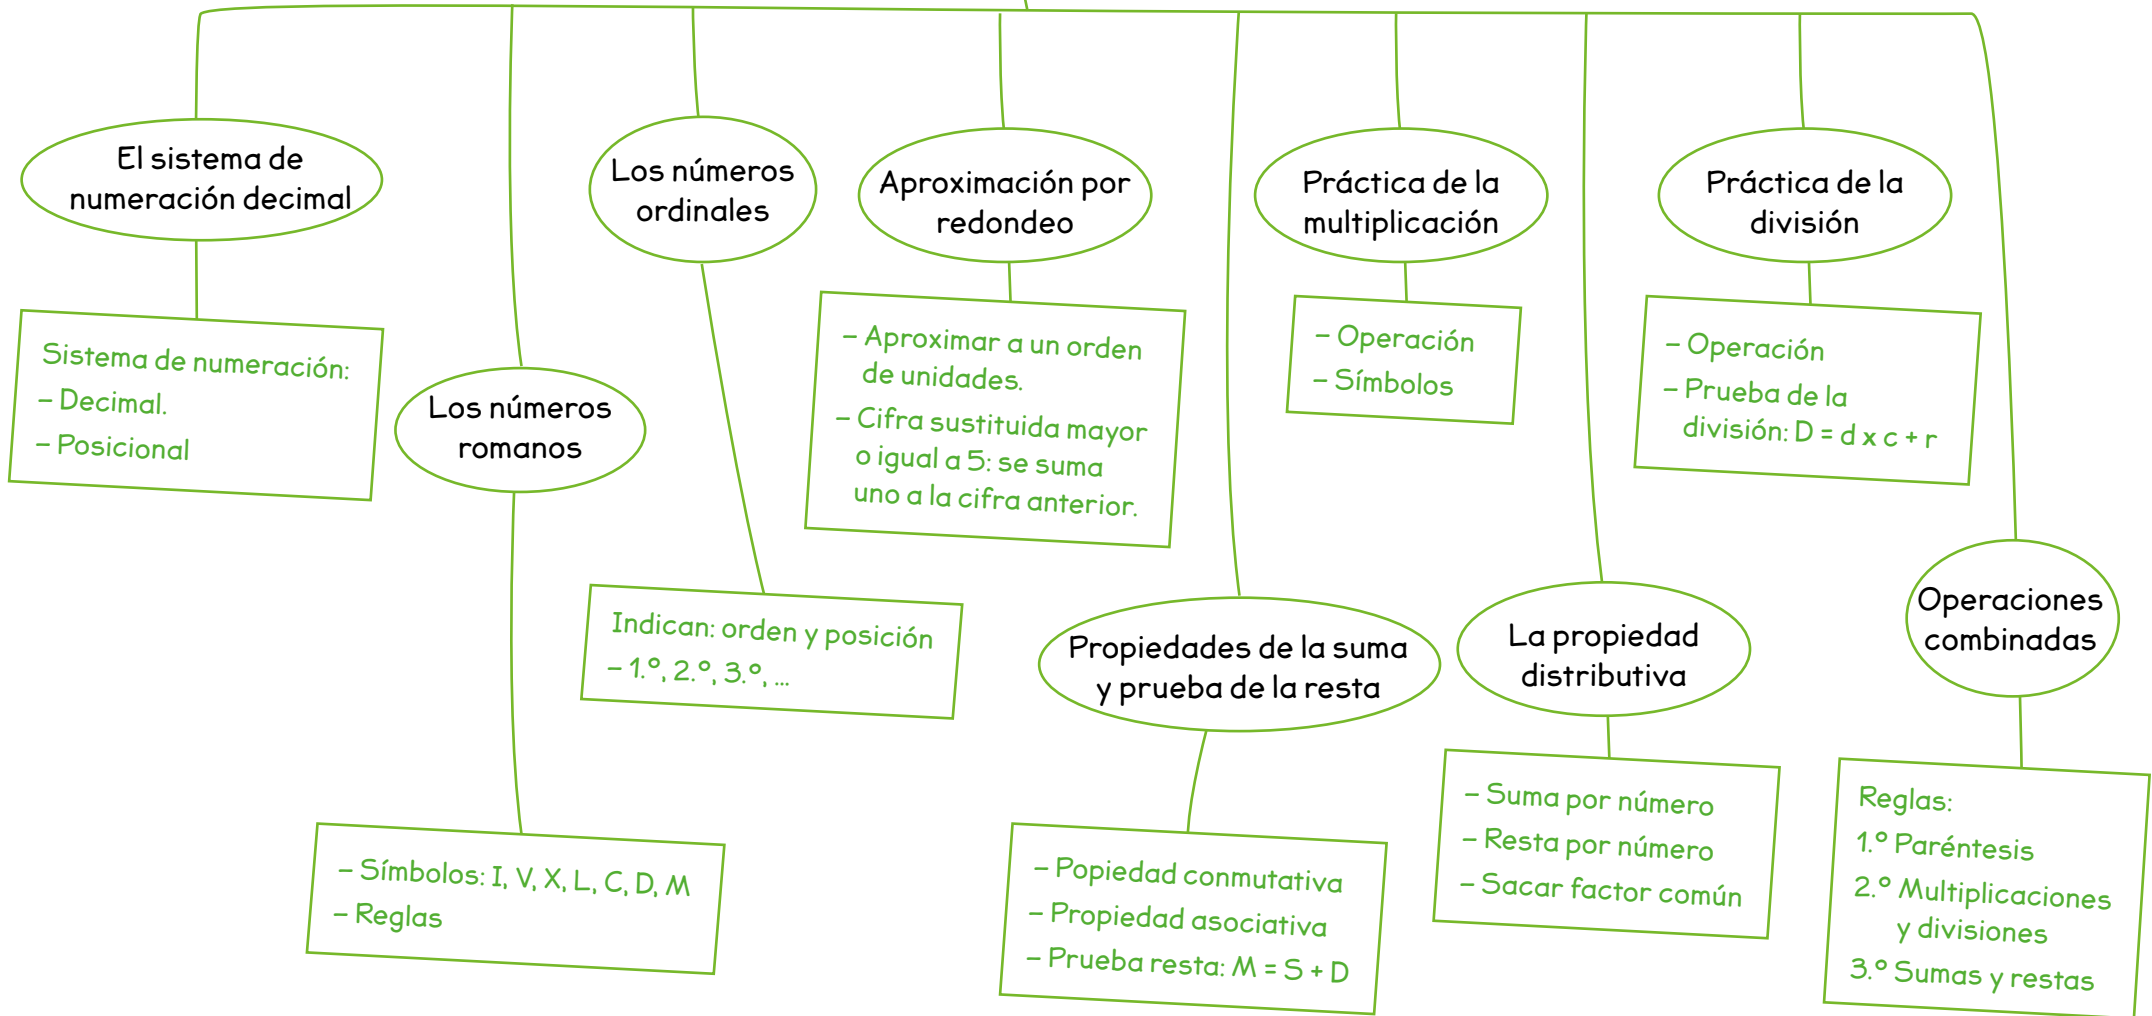 El sistema de
numeración decimal
Sistema de numeración:
– Decimal.
– Posicional
Los números
romanos
– Símbolos: I, V, X, L, C, D, M
– Reglas
Los números
ordinales
Indican: orden y posición
– 1.º, 2.º, 3.º, ...
Aproximación por
redondeo
– Aproximar a un orden
de unidades.
– Cifra sustituida mayor
o igual a 5: se suma
uno a la cifra anterior.
Propiedades de la suma
y prueba de la resta
– Popiedad conmutativa
– Propiedad asociativa
– Prueba resta: M = S + D
Práctica de la
multiplicación
– Operación
– Símbolos
La propiedad
distributiva
– Suma por número
– Resta por número
– Sacar factor común
Práctica de la
división
– Operación
– Prueba de la
división: D = d x c + r
Operaciones
combinadas
Reglas:
1.º Paréntesis
2.º Multiplicaciones
y divisiones
3.º Sumas y restas